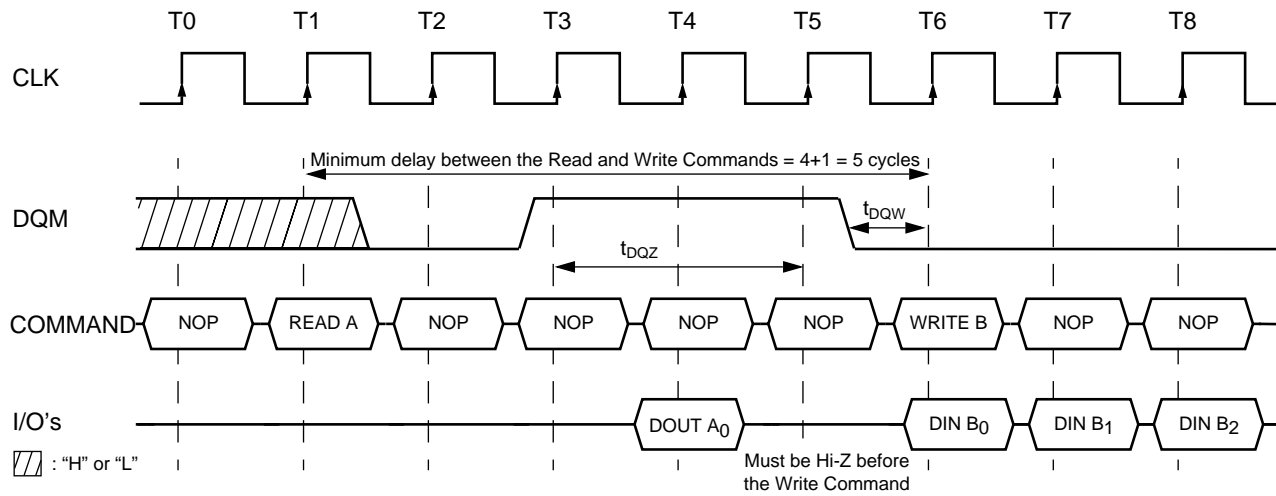 T0 T1 T2 T3 T4 T5 T6 T7 T8
CLK
Minimum delay between the Read and Write Commands = 4+1 = 5 cycles
DQM
tDQW
tDQZ
COMMAND NOP READ A NOP NOP NOP NOP WRITE B NOP NOP
I/O's DOUT A0 DIN B0 DIN B1 DIN B2
: “H” or “L”
Must be Hi-Z before
the Write Command